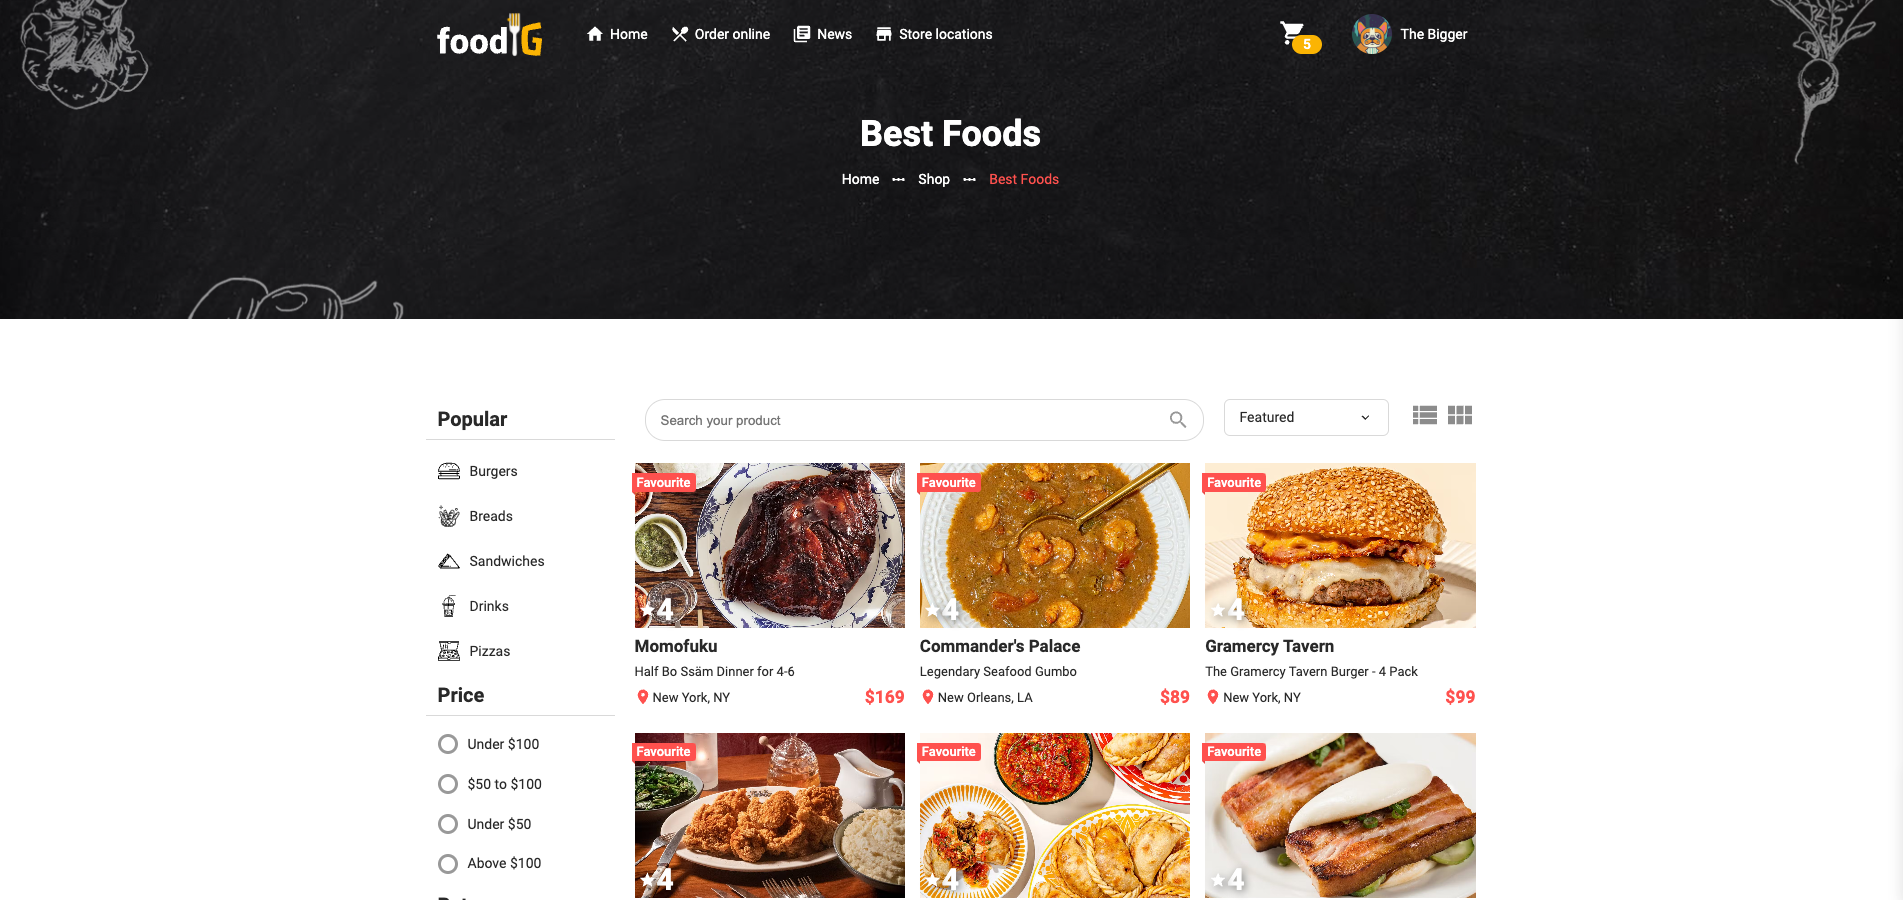 foodiG
Home
Order online
News
Store locations
5
The Bigger
Best Foods
Home
Shop
Best Foods
Popular
Burgers
Breads
Sandwiches
Drinks
Pizzas
Price
Under $100
$50 to $100
Under $50
Above $100
Search your product
Featured
Favourite
4
Momofuku
Half Bo Ssäm Dinner for 4-6
New York, NY
$169
Favourite
4
Commander's Palace
Legendary Seafood Gumbo
New Orleans, LA
$89
Favourite
4
Gramercy Tavern
The Gramercy Tavern Burger - 4 Pack
New York, NY
$99
Favourite
4
Favourite
4
Favourite
4